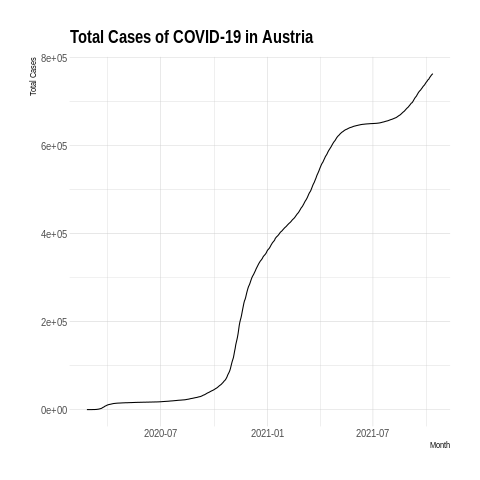 Total Cases of COVID-19 in Austria
Total Cases
8e+05
6e+05
4e+05
2e+05
0e+00
2020-07 2021-01 2021-07
Month